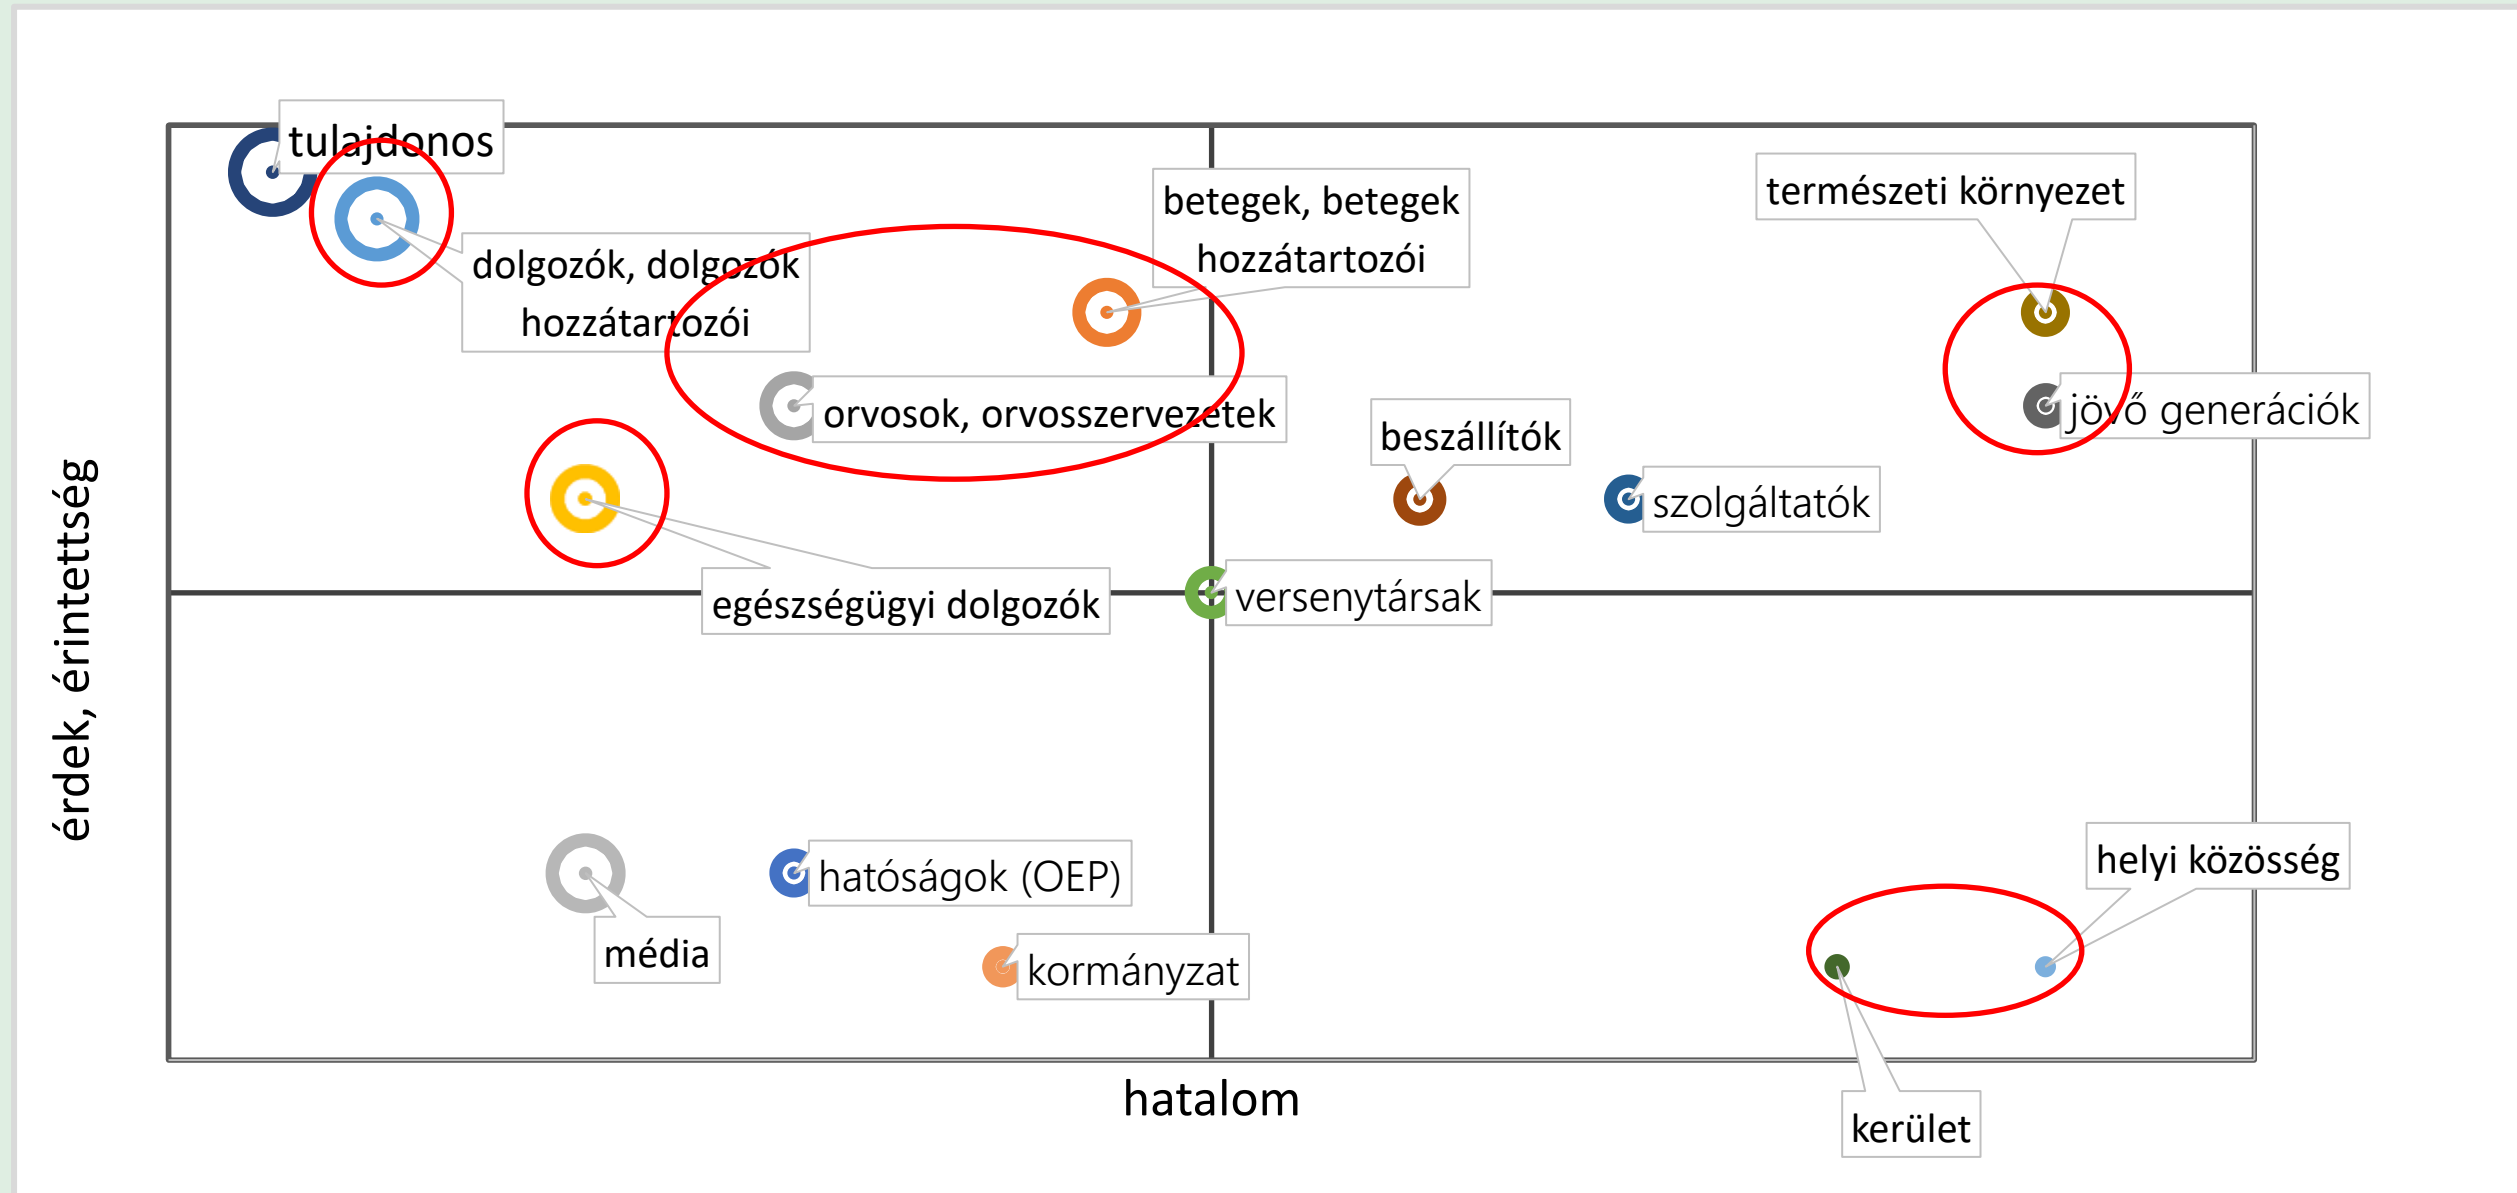 tulajdonos
dolgozók, dolgozók
hozzátartozói
betegek, betegek
hozzátartozói
természeti környezet
orvosok, orvosszervezetek
jövő generációk
beszállítók
szolgáltatók
egészségügyi dolgozók
versenytársak
érdek, érintettség
média
hatóságok (OEP)
kormányzat
helyi közösség
kerület
hatalom